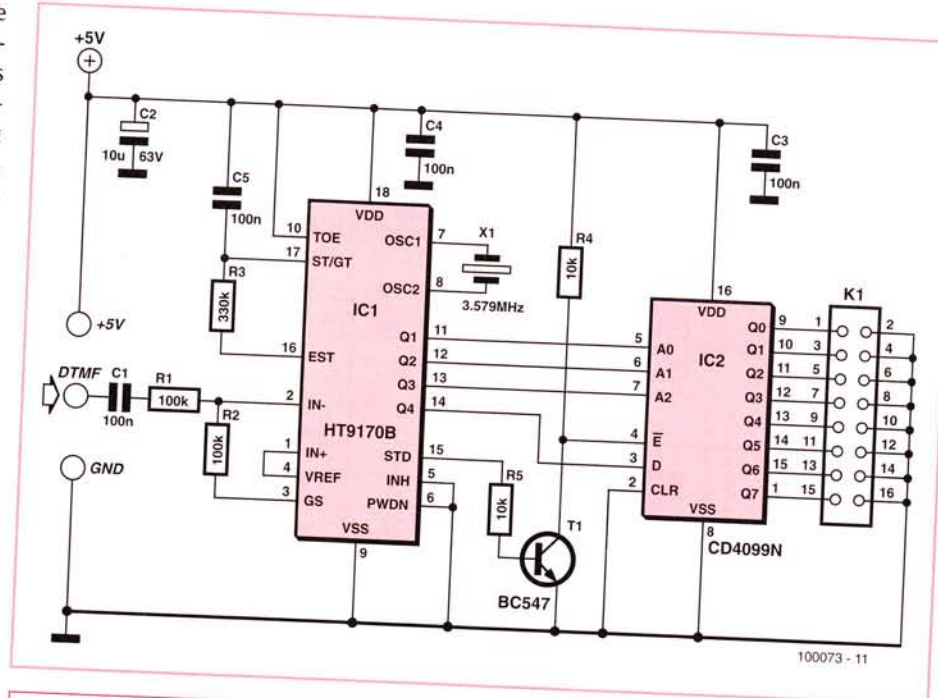 +5V
C2
10u 63V
C5
100n
C4
100n
C3
100n
18
VDD
10 TOE
17 ST/GT
OSC1 7
X1
OSC2 8
3.579MHz
R3
330k
IC1
16 EST
R4
10k
+5V
DTMF
C1
100n
R1
100k
R2
100k
2 IN-
HT9170B
1 IN+
4 VREF
3 GS
VSS
9
Q1 11
Q2 12
Q3 13
Q4 14
STD 15
INH 5
PWDN 6
R5
10k
T1
BC547
GND
16
VDD
IC2
5 A0
6 A1
7 A2
4 E
3 D
2 CLR
VSS
8
CD4099N
K1
Q0 9 1 2
Q1 10 3 4
Q2 11 5 6
Q3 12 7 8
Q4 13 9 10
Q5 14 11 12
Q6 15 13 14
Q7 1 15 16
100073 - 11